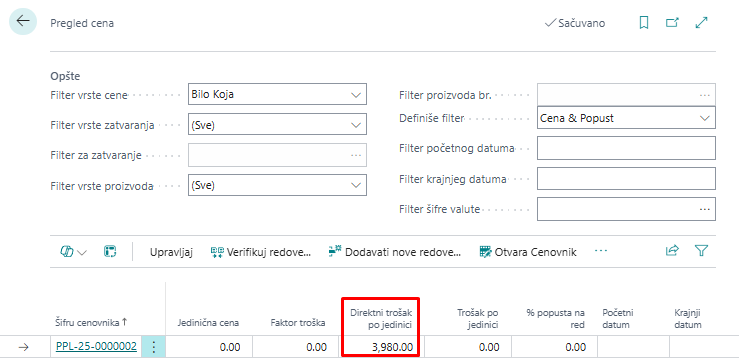 Pregled cena
Sačuvano
Opšte
Filter vrste cene
Bilo Koja
Filter proizvoda br.
Filter vrste zatvaranja
(Sve)
Definiše filter
Cena & Popust
Filter za zatvaranje
Filter početnog datuma
Filter vrste proizvoda
(Sve)
Filter krajnjeg datuma
Filter šifre valute
Upravljaj
Verifikuj redove...
Dodavati nove redove...
Otvara Cenovnik
Šifru cenovnika ↑
Jedinična cena
Faktor troška
Direktni trošak
po jedinici
Trošak po
jedinici
% popusta na
red
Početni
datum
Krajnji
datum
PPL-25-0000002
0.00
0.00
3,980.00
0.00
0.00